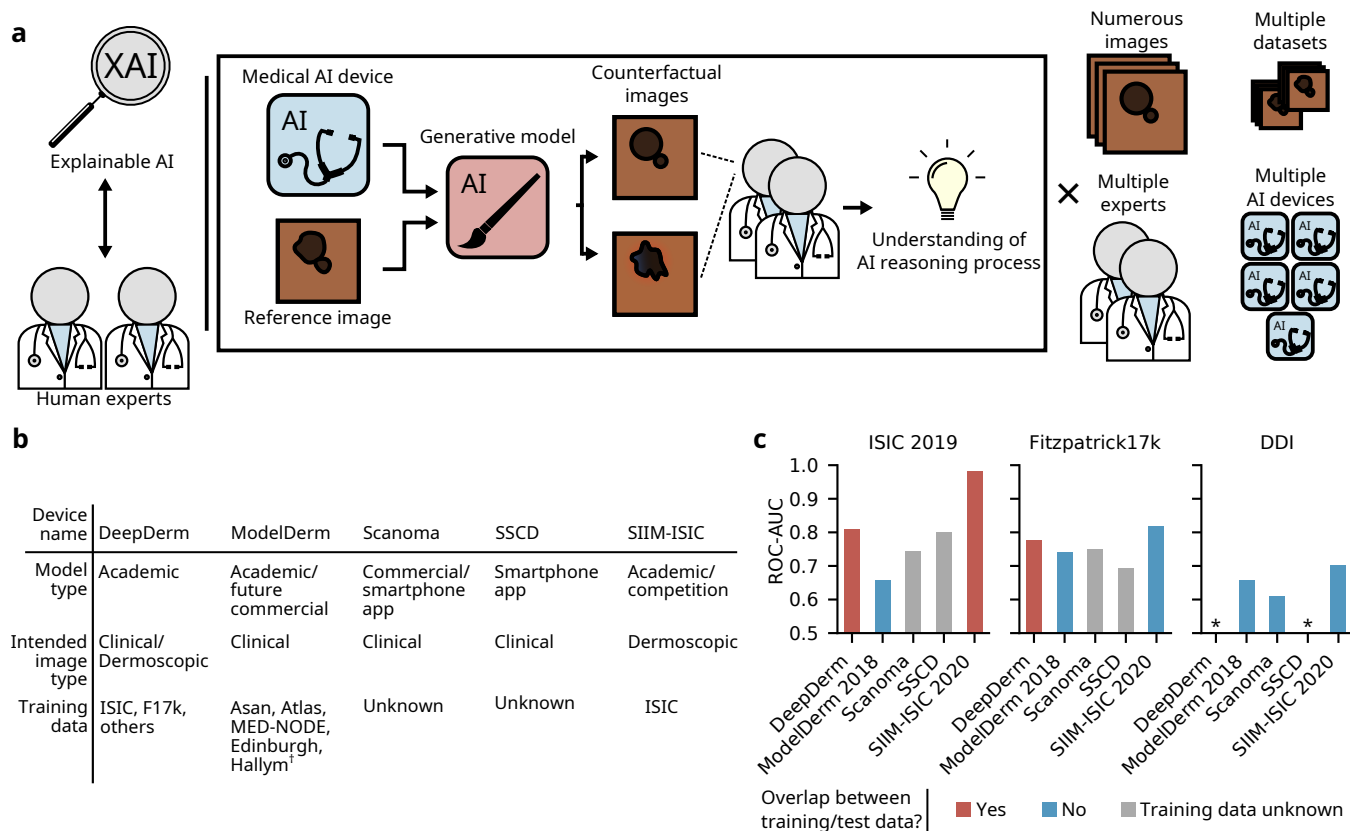 a
XAI
Explainable AI
Human experts
Medical AI device
AI
Reference image
Generative model
AI
Counterfactual
images
Understanding of
AI reasoning process
×
Numerous
images
Multiple
datasets
Multiple
experts
Multiple
AI devices
AI
AI
AI
AI
AI
b
Device
name
DeepDerm
ModelDerm
Scanoma
SSCD
SIIM-ISIC
Model
type
Academic
Academic/
future
commercial
Commercial/
smartphone
app
Smartphone
app
Academic/
competition
Intended
image
type
Clinical/
Dermoscopic
Clinical
Clinical
Clinical
Dermoscopic
Training
data
ISIC, F17k,
others
Asan, Atlas,
MED-NODE,
Edinburgh,
Hallym†
Unknown
Unknown
ISIC
c
ISIC 2019
Fitzpatrick17k
DDI
ROC-AUC
1.0
0.9
0.8
0.7
0.6
0.5
*
*
DeepDerm
ModelDerm 2018
Scanoma
SSCD
SIIM-ISIC 2020
DeepDerm
ModelDerm 2018
Scanoma
SSCD
SIIM-ISIC 2020
DeepDerm
ModelDerm 2018
Scanoma
SSCD
SIIM-ISIC 2020
Overlap between
training/test data?
Yes
No
Training data unknown